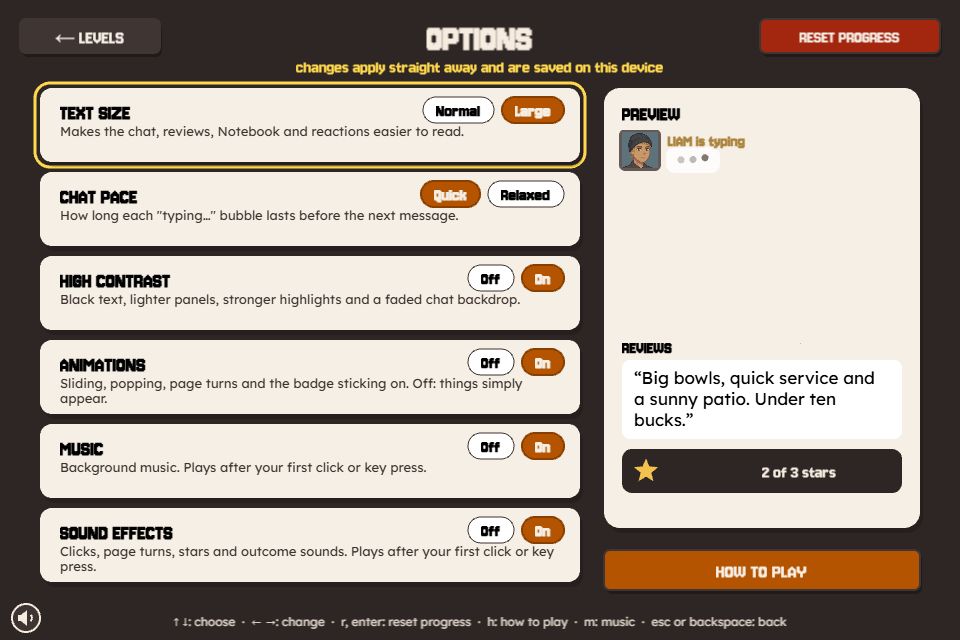 ← LEVELS
OPTIONS
RESET PROGRESS
changes apply straight away and are saved on this device
TEXT SIZE
Normal
Large
Makes the chat, reviews, Notebook and reactions easier to read.
CHAT PACE
Quick
Relaxed
How long each "typing…" bubble lasts before the next message.
HIGH CONTRAST
Off
On
Black text, lighter panels, stronger highlights and a faded chat backdrop.
ANIMATIONS
Off
On
Sliding, popping, page turns and the badge sticking on. Off: things simply
appear.
MUSIC
Off
On
Background music. Plays after your first click or key press.
SOUND EFFECTS
Off
On
Clicks, page turns, stars and outcome sounds. Plays after your first click or key
press.
PREVIEW
LIAM is typing
REVIEWS
“Big bowls, quick service and
a sunny patio. Under ten
bucks.”
2 of 3 stars
HOW TO PLAY
↑ ↓: choose · ← →: change · r, enter: reset progress · h: how to play · m: music · esc or backspace: back